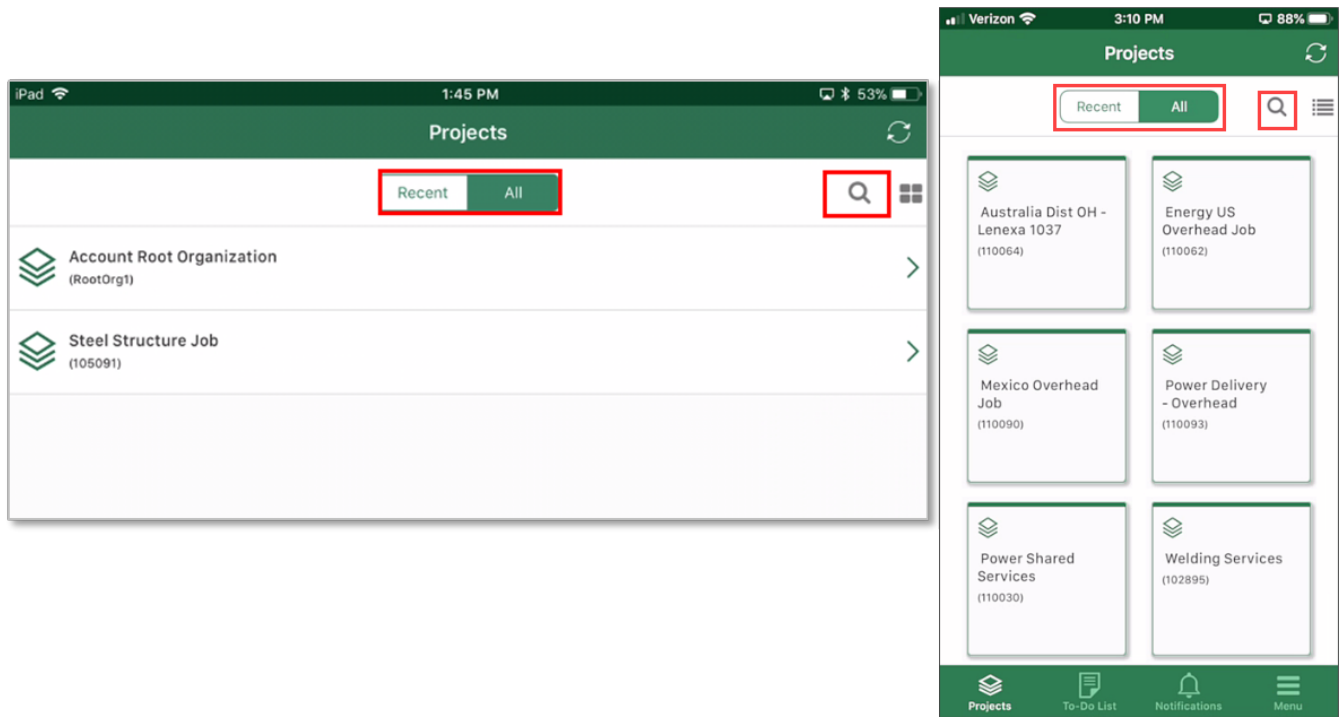 iPad 1:45 PM 53%
Projects
Recent All
Account Root Organization
(RootOrg1)
Steel Structure Job
(105091)
Verizon 3:10 PM 88%
Projects
Recent All
Australia Dist OH -
Lenexa 1037
(110064)
Energy US
Overhead Job
(110062)
Mexico Overhead
Job
(110090)
Power Delivery
- Overhead
(110093)
Power Shared
Services
(110030)
Welding Services
(102895)
Projects To-Do List Notifications Menu